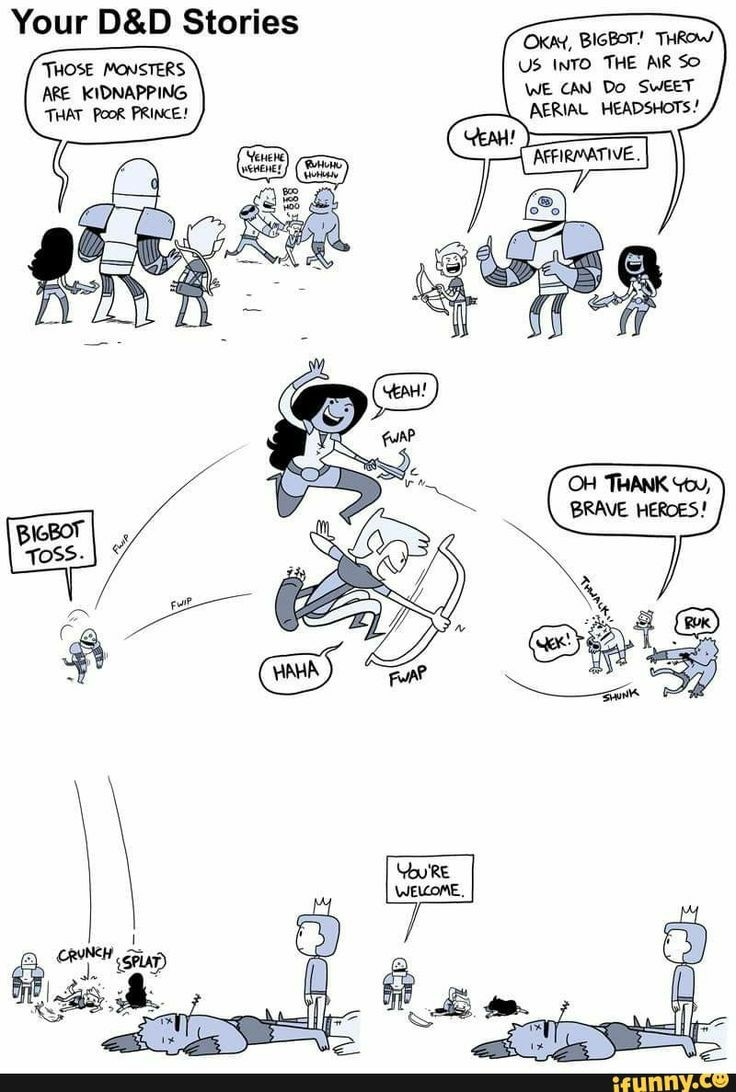 Your D&D Stories
THOSE MONSTERS
ARE KIDNAPPING
THAT POOR PRINCE!
YEHEHE
HEHEHE!
BOO
HOO
HOO
RUHUHU
HUHUHU
OKAY, BIGBOT! THROW
US INTO THE AIR SO
WE CAN DO SWEET
AERIAL HEADSHOTS!
YEAH!
AFFIRMATIVE.
YEAH!
FWAP
BIGBOT
TOSS.
FWIP
FWIP
HAHA
FWAP
OH THANK YOU,
BRAVE HEROES!
THWACK!
YEK!
RUK
SHUNK
CRUNCH
SPLAT
YOU'RE
WELCOME.
ifunny.co